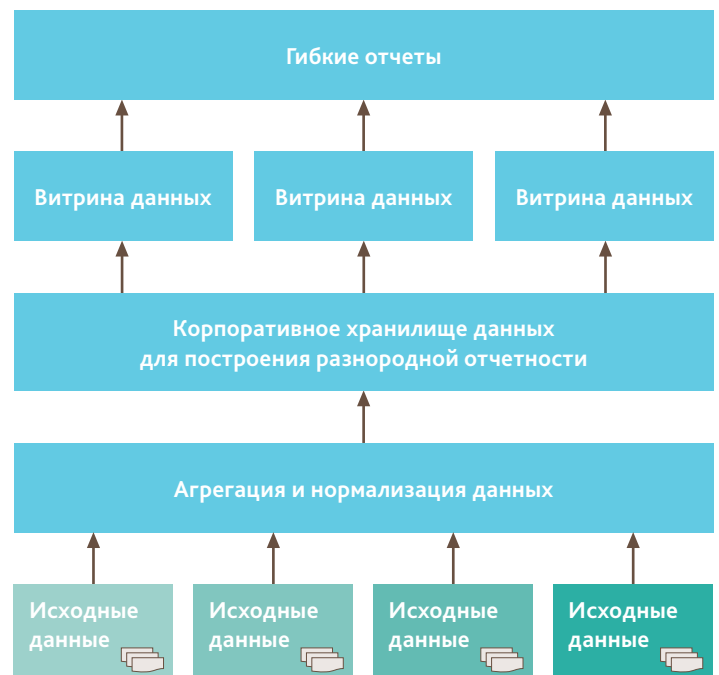 Гибкие отчеты
Витрина данных
Витрина данных
Витрина данных
Корпоративное хранилище данных
для построения разнородной отчетности
Агрегация и нормализация данных
Исходные
данные
Исходные
данные
Исходные
данные
Исходные
данные